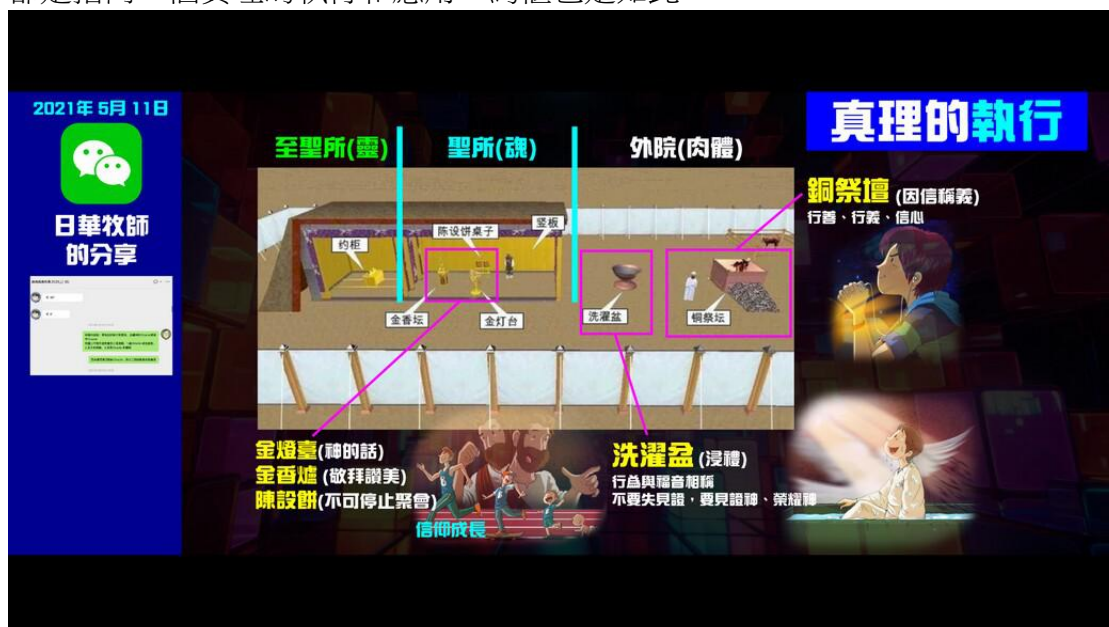 2021年5月11日
日華牧師
的分享
真理的執行
至聖所(靈)
聖所(魂)
外院(肉體)
约柜
陈设饼桌子
竖板
金香坛
金灯台
洗濯盆
铜祭坛
銅祭壇 (因信稱義)
行善、行義、信心
金燈臺(神的話)
金香爐 (敬拜讚美)
陳設餅(不可停止聚會)
信仰成長
洗濯盆 (浸禮)
行為與福音相稱
不要失見證，要見證神、榮耀神